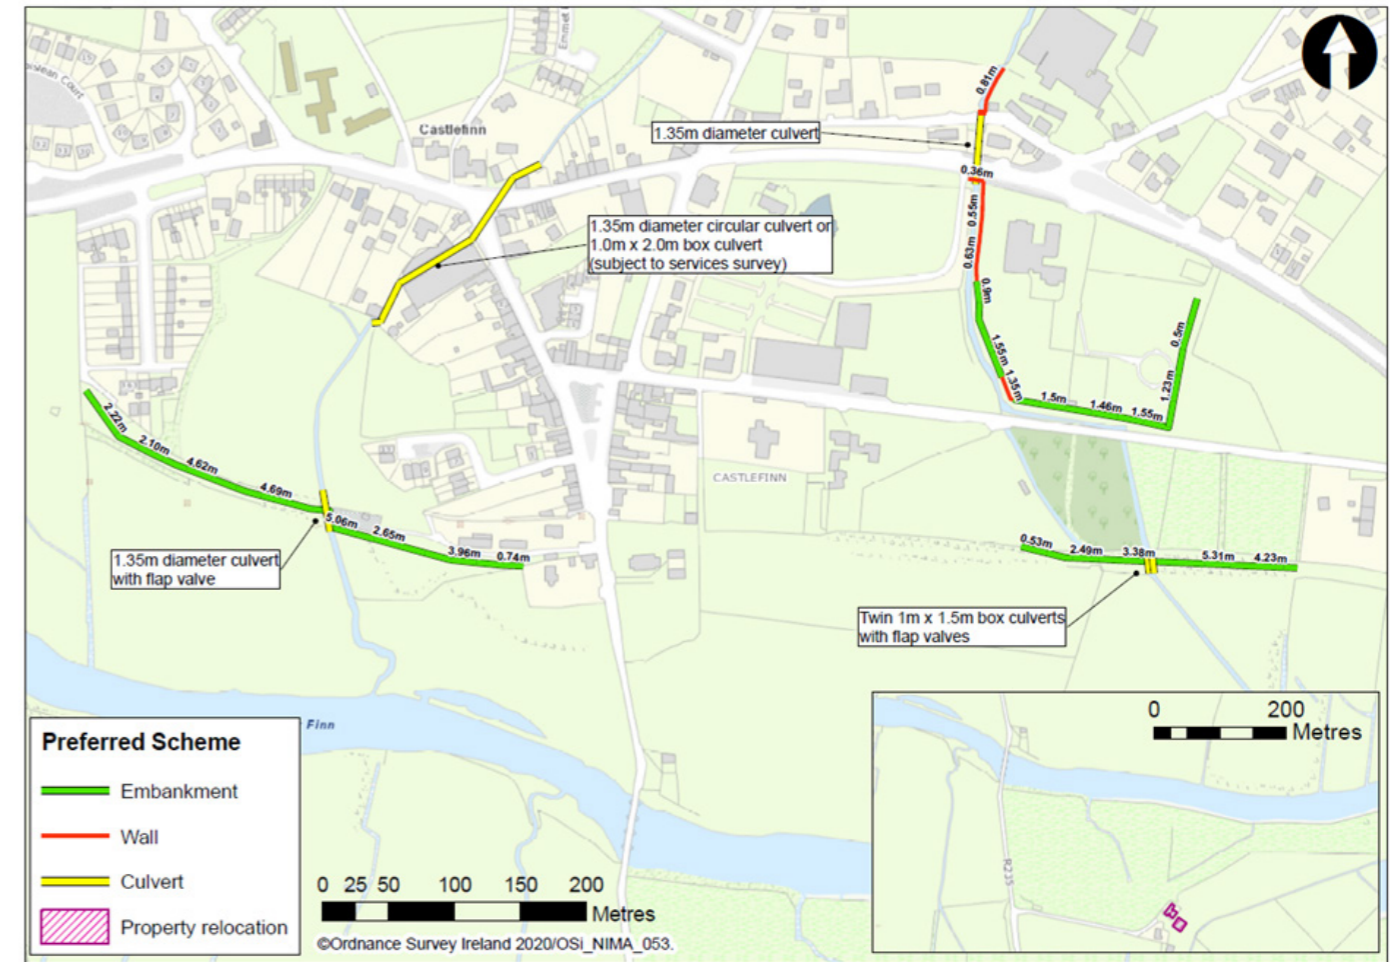 Emmet
Court
Castlefinn
0.81m
1.35m diameter culvert
0.36m
0.55m
0.63m
1.35m diameter circular culvert or
1.0m x 2.0m box culvert
(subject to services survey)
0.9m
1.55m
1.35m
1.5m
1.46m
1.55m
1.23m
0.5m
2.22m
2.10m
4.62m
4.69m
5.06m
2.65m
3.96m
0.74m
CASTLEFINN
1.35m diameter culvert
with flap valve
0.53m
2.49m
3.38m
5.31m
4.23m
Twin 1m x 1.5m box culverts
with flap valves
Finn
Preferred Scheme
Embankment
Wall
Culvert
Property relocation
0 25 50 100 150 200
Metres
©Ordnance Survey Ireland 2020/OSi_NIMA_053.
0 200
Metres
R235